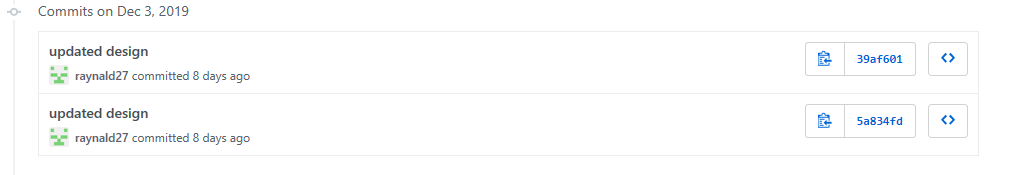 Commits on Dec 3, 2019
updated design
39af601
raynald27 committed 8 days ago
updated design
5a834fd
raynald27 committed 8 days ago